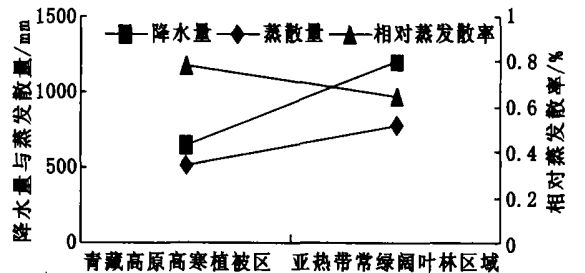 1500
1000
500
0
降水量与蒸发散量/mm
降水量 蒸散量 相对蒸发散率
1
0.8
0.6
0.4
0.2
0
相对蒸发散率/%
青藏高原高寒植被区 亚热带常绿阔叶林区域